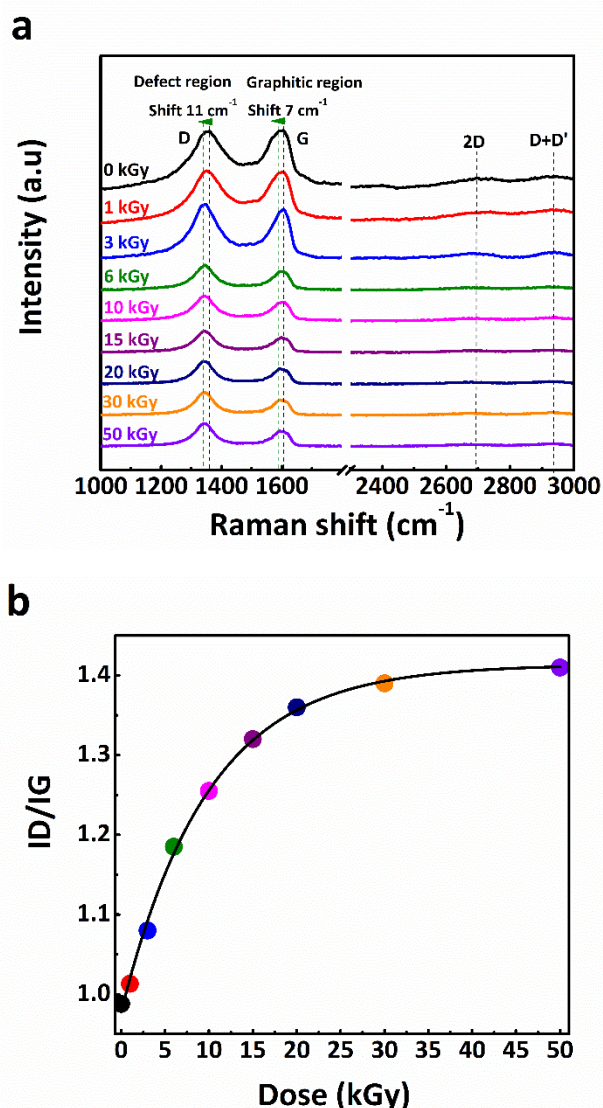 a
Defect region Graphitic region
Shift 11 cm⁻¹ Shift 7 cm⁻¹
D G 2D D+D'
0 kGy
1 kGy
3 kGy
6 kGy
10 kGy
15 kGy
20 kGy
30 kGy
50 kGy
Intensity (a.u)
1000 1200 1400 1600 2400 2600 2800 3000
Raman shift (cm⁻¹)
b
1.4
1.3
1.2
1.1
1.0
ID/IG
0 5 10 15 20 25 30 35 40 45 50
Dose (kGy)